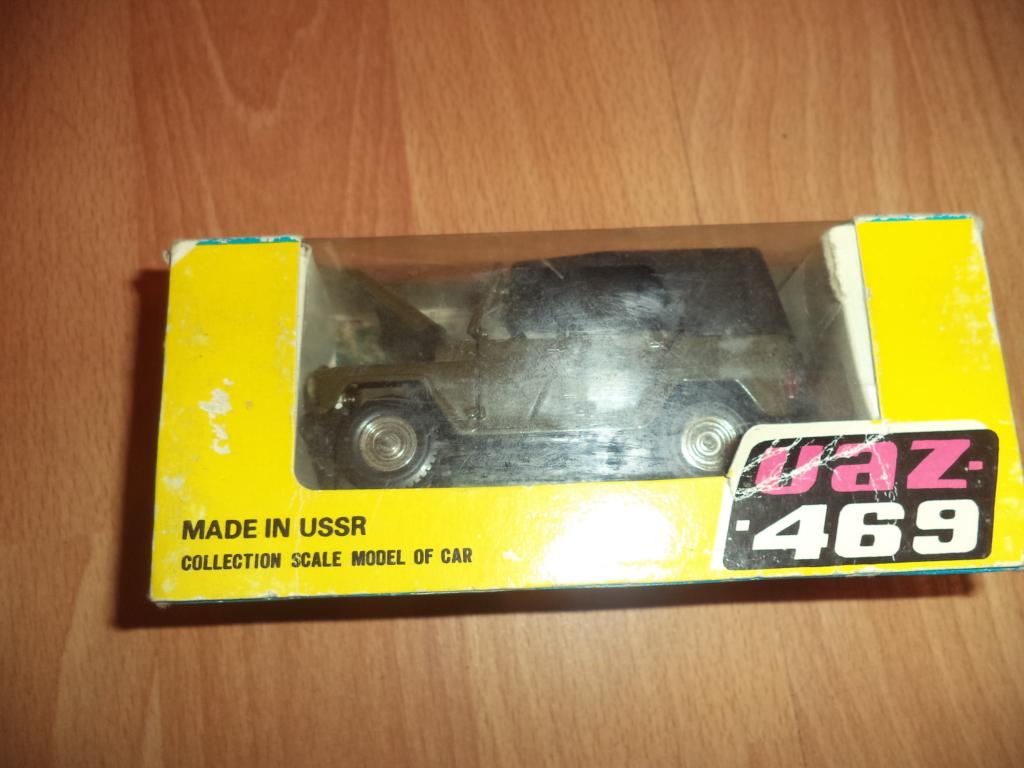 MADE IN USSR
COLLECTION SCALE MODEL OF CAR
uaz-
-469